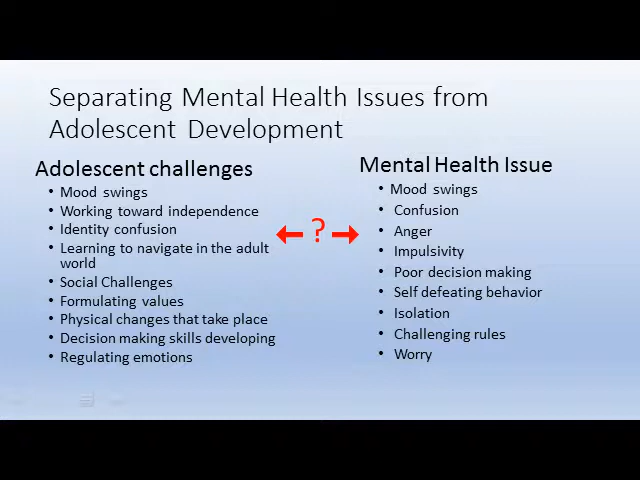 Separating Mental Health Issues from
Adolescent Development
Adolescent challenges
• Mood swings
• Working toward independence
• Identity confusion
• Learning to navigate in the adult
world
• Social Challenges
• Formulating values
• Physical changes that take place
• Decision making skills developing
• Regulating emotions
?
Mental Health Issue
• Mood swings
• Confusion
• Anger
• Impulsivity
• Poor decision making
• Self defeating behavior
• Isolation
• Challenging rules
• Worry